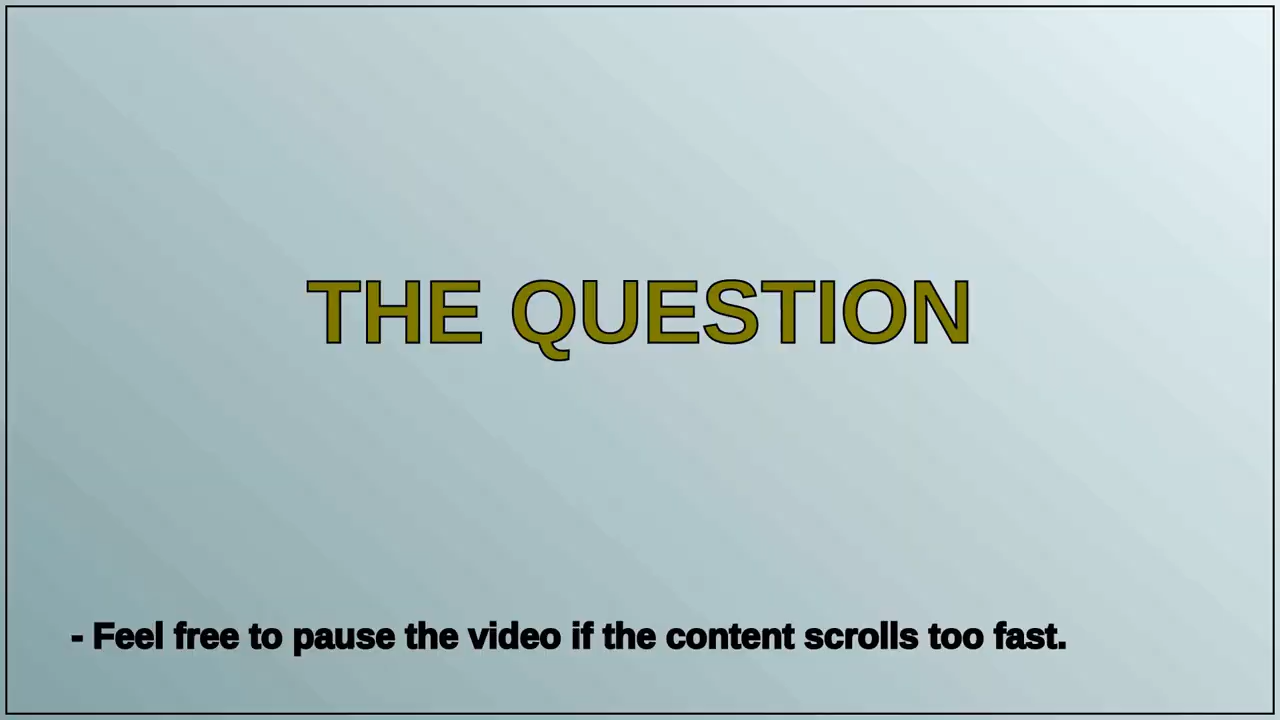 THE QUESTION
- Feel free to pause the video if the content scrolls too fast.